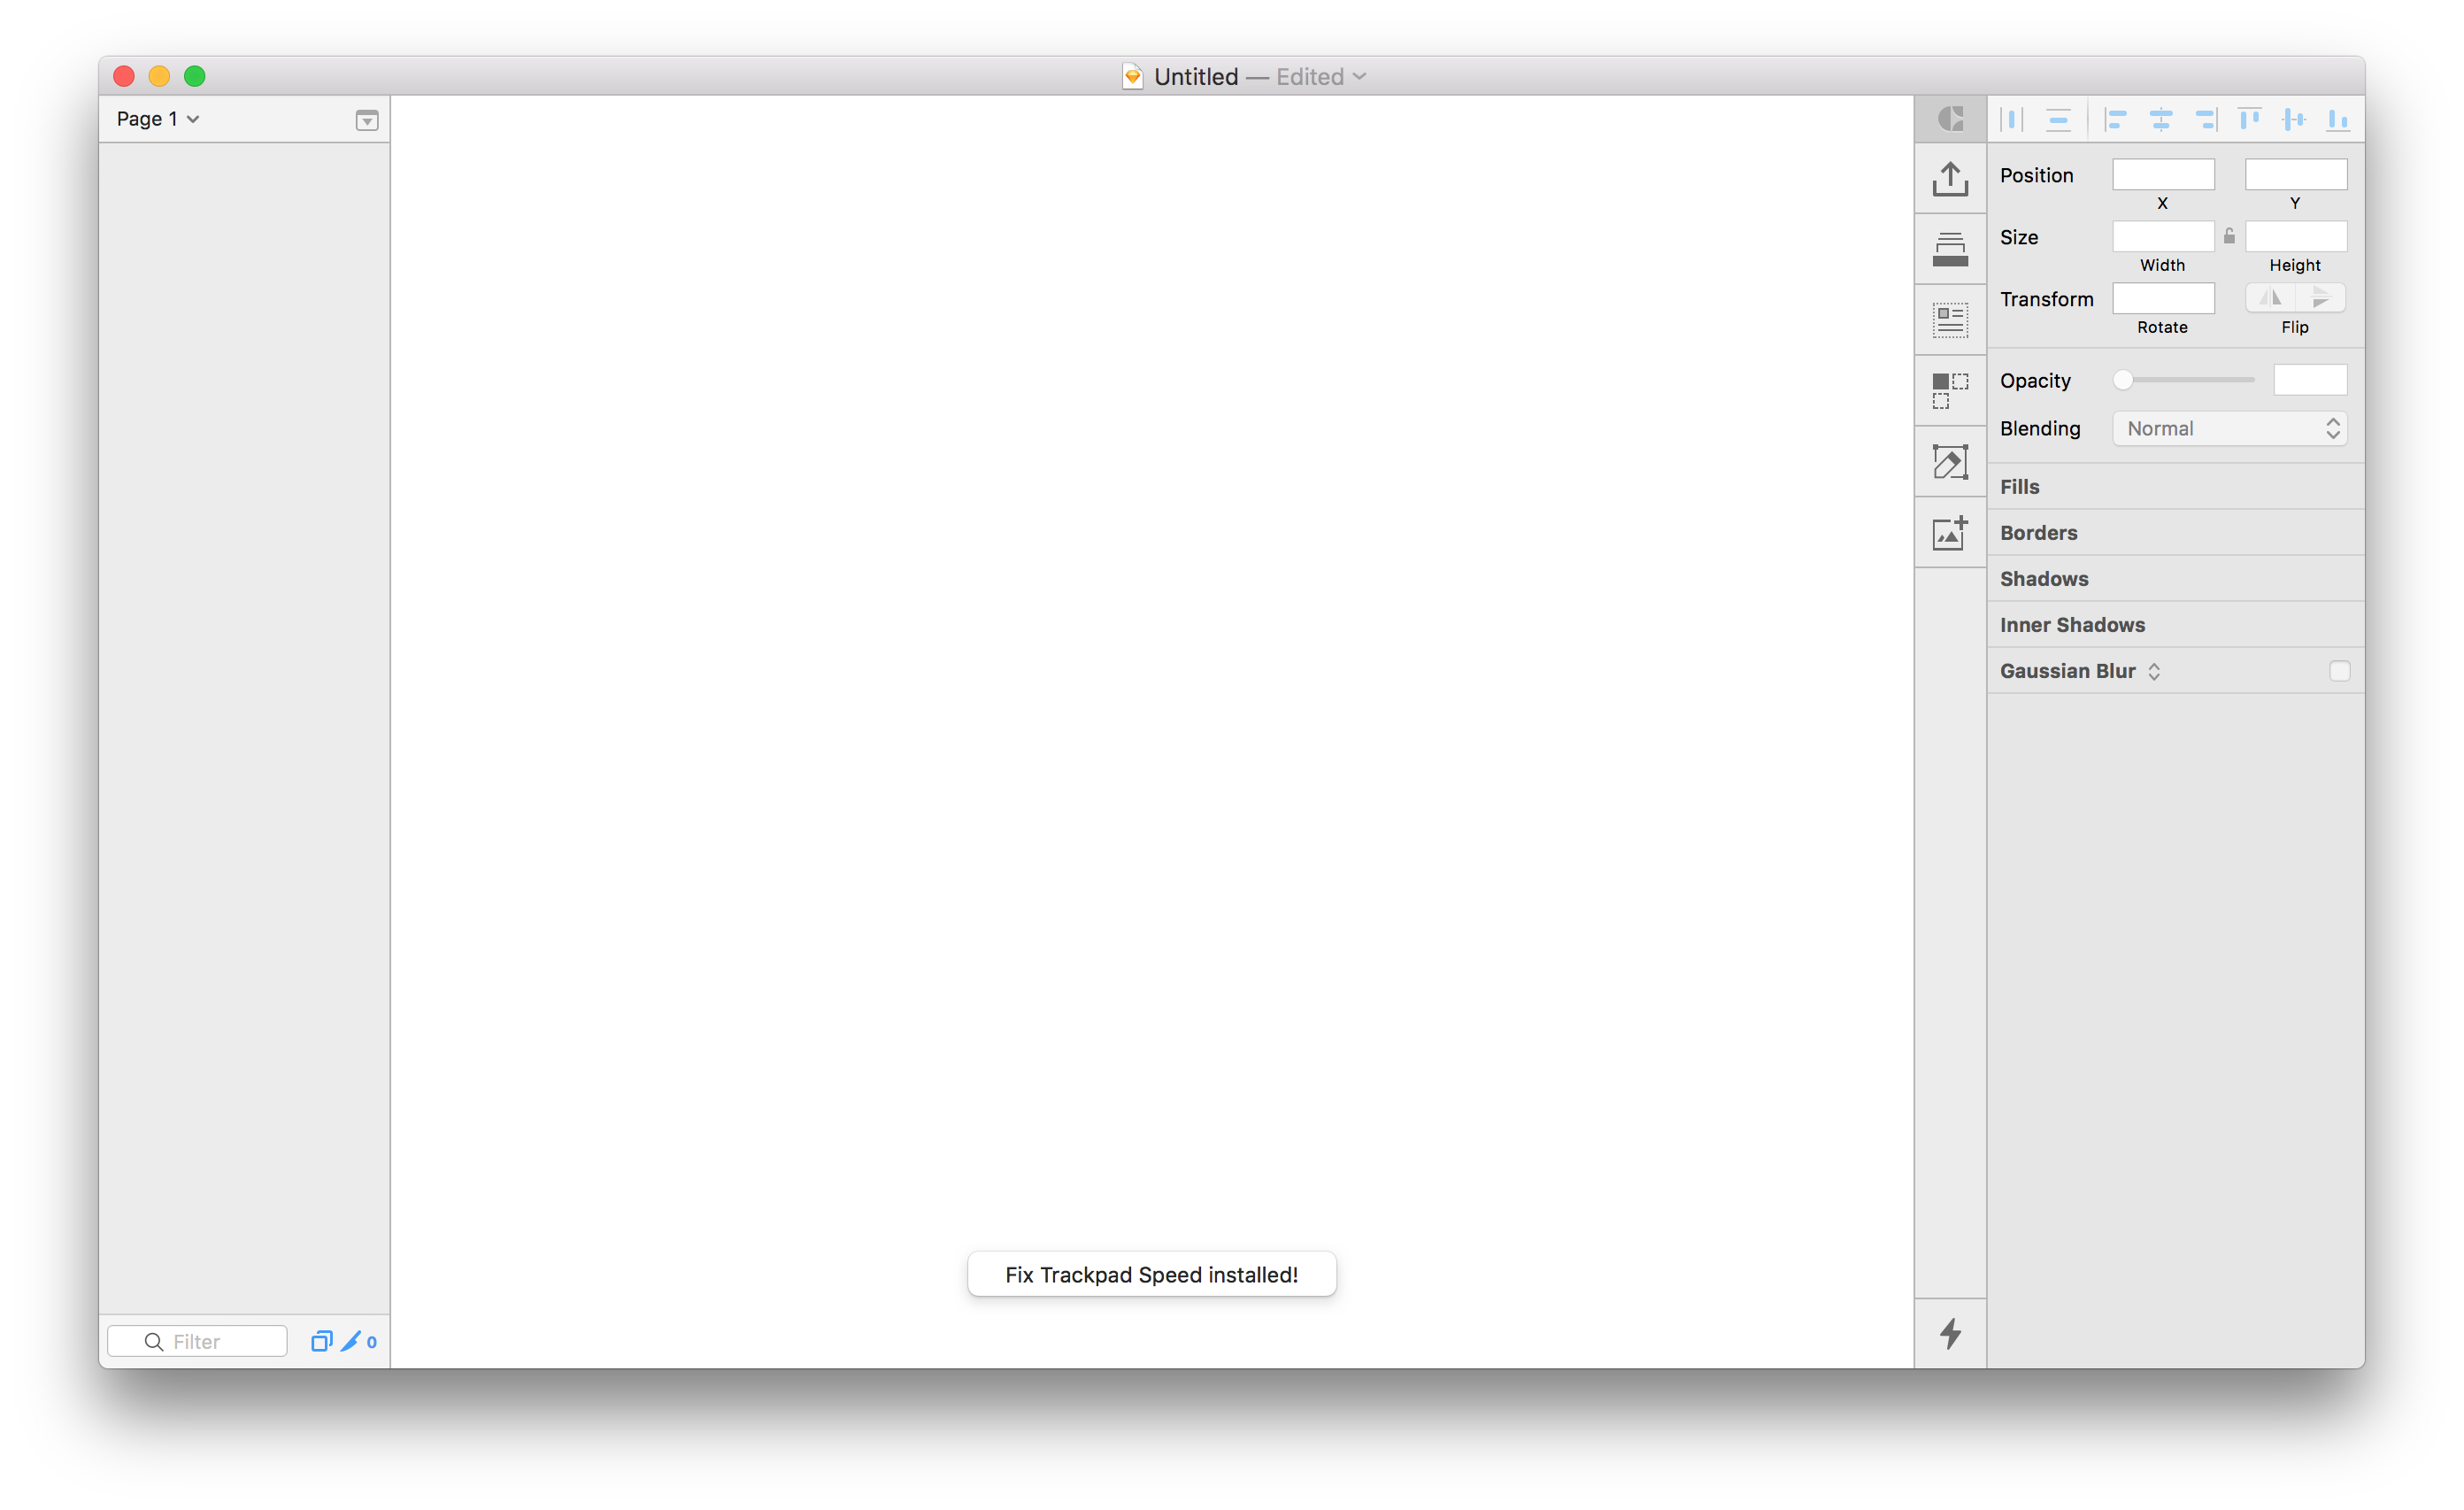 Untitled — Edited
Page 1
Position
X
Y
Size
Width
Height
Transform
Rotate
Flip
Opacity
Blending
Normal
Fills
Borders
Shadows
Inner Shadows
Gaussian Blur
Fix Trackpad Speed installed!
Filter
0